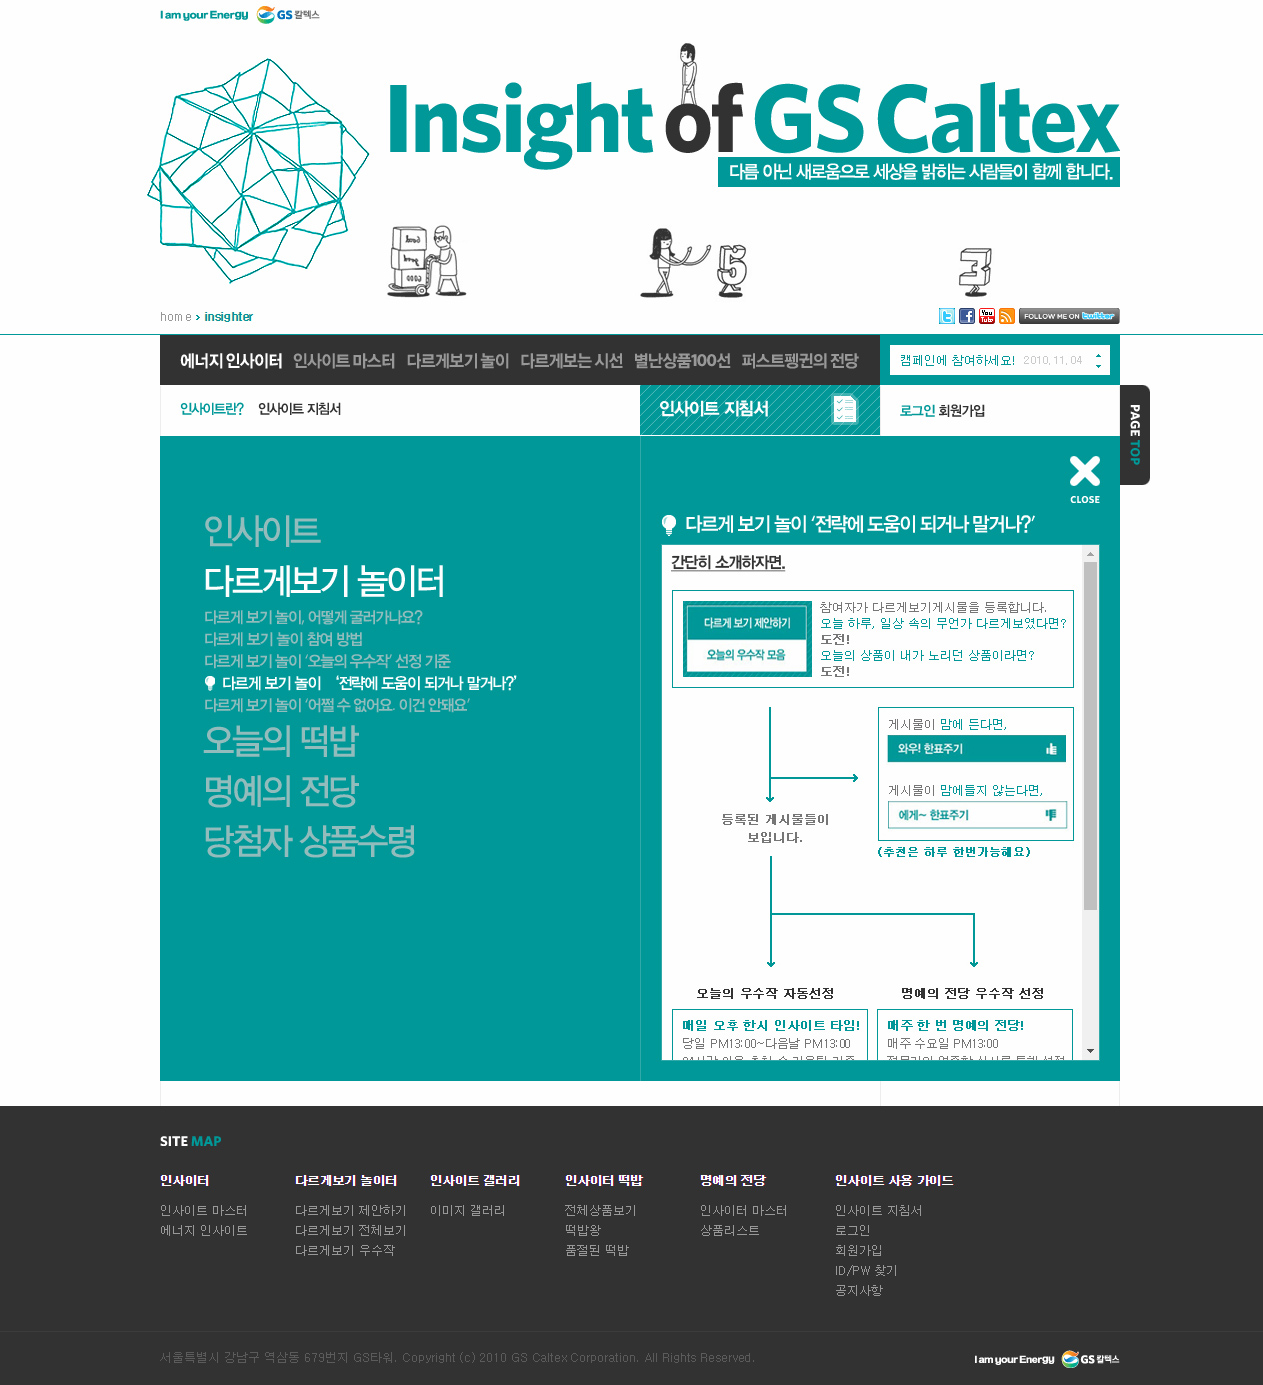 I am your Energy GS칼텍스
Insight of GS Caltex
다름 아닌 새로움으로 세상을 밝하는 사람들이 함께 합니다.
5
3
home > insighter
You Tube
FOLLOW ME ON twitter
에너지 인사이터 인사이트 마스터 다르게보기 놀이 다르게보는 시선 별난상품100선 퍼스트펭귄의 전당
캠페인에 참여하세요! 2010.11.04
인사이트란? 인사이트 지침서
인사이트 지침서
로그인 회원가입
PAGE TOP
CLOSE
인사이트
다르게보기 놀이터
다르게 보기 놀이, 어떻게 굴러가나요?
다르게 보기 놀이 참여 방법
다르게 보기 놀이 ‘오늘의 우수작’ 선정 기준
다르게 보기 놀이 ‘전략에 도움이 되거나 말거나?’
다르게 보기 놀이 ‘어쩔 수 없어요. 이건 안돼요’
오늘의 떡밥
명예의 전당
당첨자 상품수령
다르게 보기 놀이 ‘전략에 도움이 되거나 말거나?’
간단히 소개하자면.
다르게 보기 제안하기
오늘의 우수작 모음
참여자가 다르게보기게시물을 등록합니다.
오늘 하루, 일상 속의 무언가 다르게보였다면?
도전!
오늘의 상품이 내가 노리던 상품이라면?
도전!
게시물이 맘에 든다면,
와우! 한표주기
게시물이 맘에들지 않는다면,
에게~ 한표주기
(추천은 하루 한번가능해요)
등록된 게시물들이
보입니다.
오늘의 우수작 자동선정
명예의 전당 우수작 선정
매일 오후 한시 인사이트 타임!
당일 PM13:00~다음날 PM13:00
매주 한 번 명예의 전당!
매주 수요일 PM13:00
SITE MAP
인사이터
인사이트 마스터
에너지 인사이트
다르게보기 놀이터
다르게보기 제안하기
다르게보기 전체보기
다르게보기 우수작
인사이트 갤러리
이미지 갤러리
인사이터 떡밥
전체상품보기
떡밥왕
품절된 떡밥
명예의 전당
인사이터 마스터
상품리스트
인사이트 사용 가이드
인사이트 지침서
로그인
회원가입
ID/PW 찾기
공지사항
서울특별시 강남구 역삼동 679번지 GS타워. Copyright (c) 2010 GS Caltex Corporation. All Rights Reserved.
I am your Energy GS칼텍스